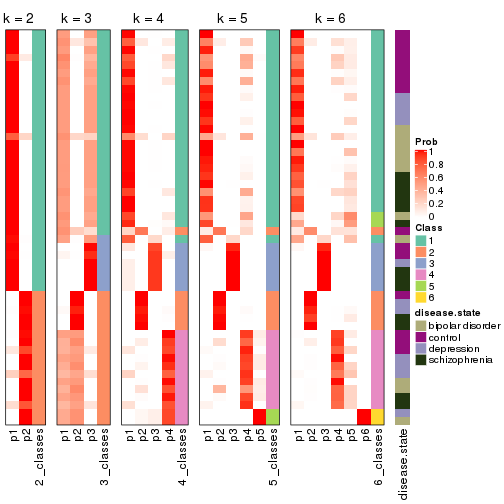 k = 2 k = 3 k = 4 k = 5 k = 6
Prob
1
0.8
0.6
0.4
0.2
0
Class
1
2
3
4
5
6
disease.state
bipolar disorder
control
depression
schizophrenia
p1 p2 2_classes p1 p2 p3 3_classes p1 p2 p3 p4 4_classes p1 p2 p3 p4 p5 5_classes p1 p2 p3 p4 p5 p6 6_classes disease.state